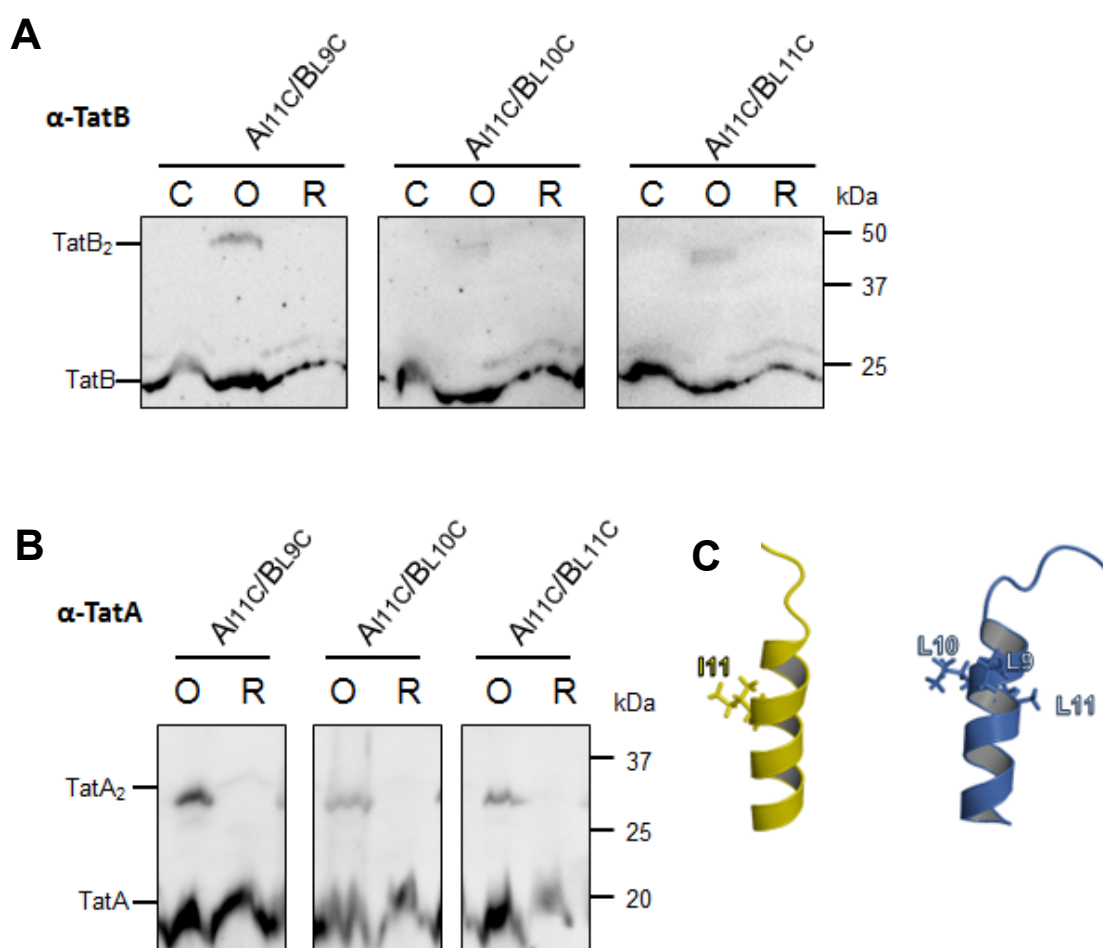 A
α-TatB
AI11C/BL9C
AI11C/BL10C
AI11C/BL11C
C O R C O R C O R kDa
TatB2
50
37
TatB
25
B
α-TatA
AI11C/BL9C
AI11C/BL10C
AI11C/BL11C
O R O R O R kDa
TatA2
37
25
TatA
20
C
I11
L10
L9
L11